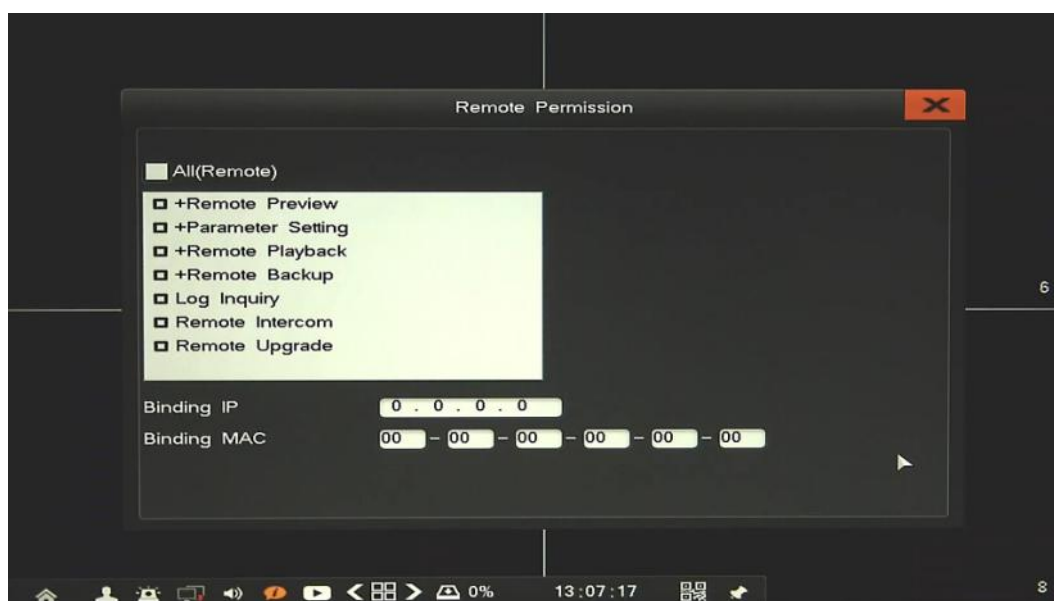 Remote Permission
All(Remote)
+Remote Preview
+Parameter Setting
+Remote Playback
+Remote Backup
Log Inquiry
Remote Intercom
Remote Upgrade
6
Binding IP 0 . 0 . 0 . 0
Binding MAC 00 - 00 - 00 - 00 - 00 - 00
0% 13:07:17
8